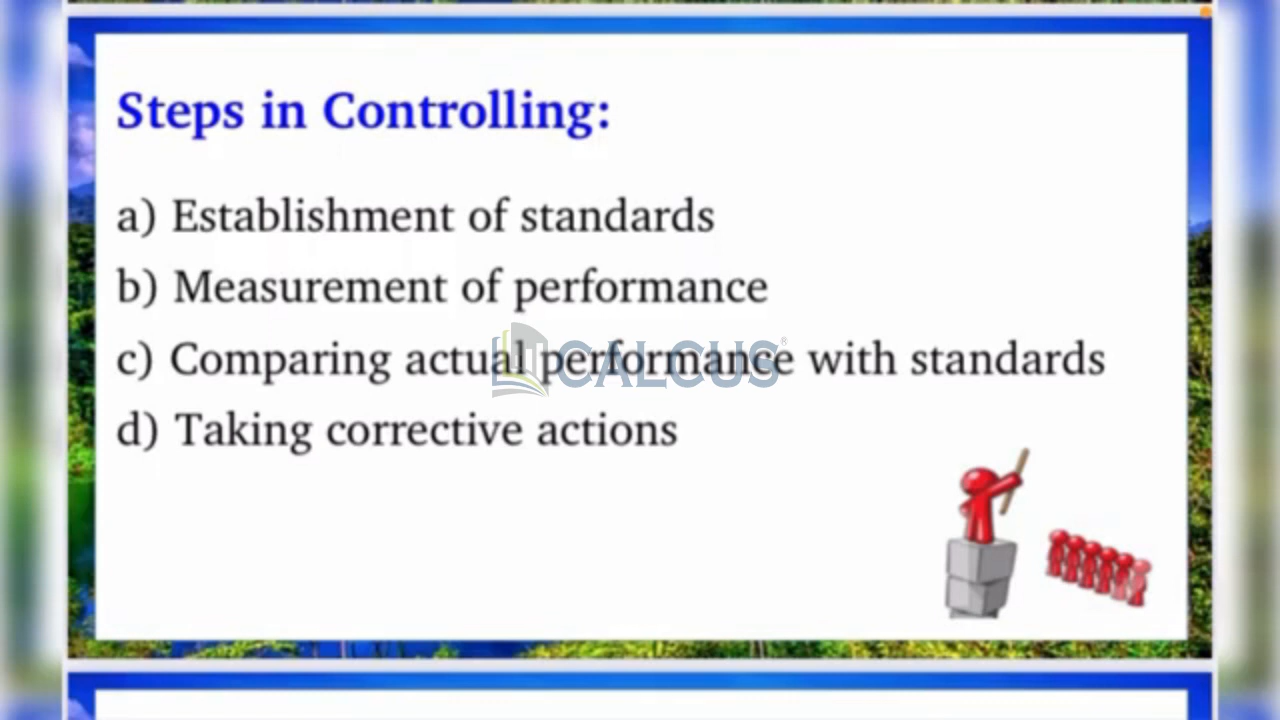 Steps in Controlling:
a) Establishment of standards
b) Measurement of performance
c) Comparing actual performance with standards
CALCUS®
d) Taking corrective actions